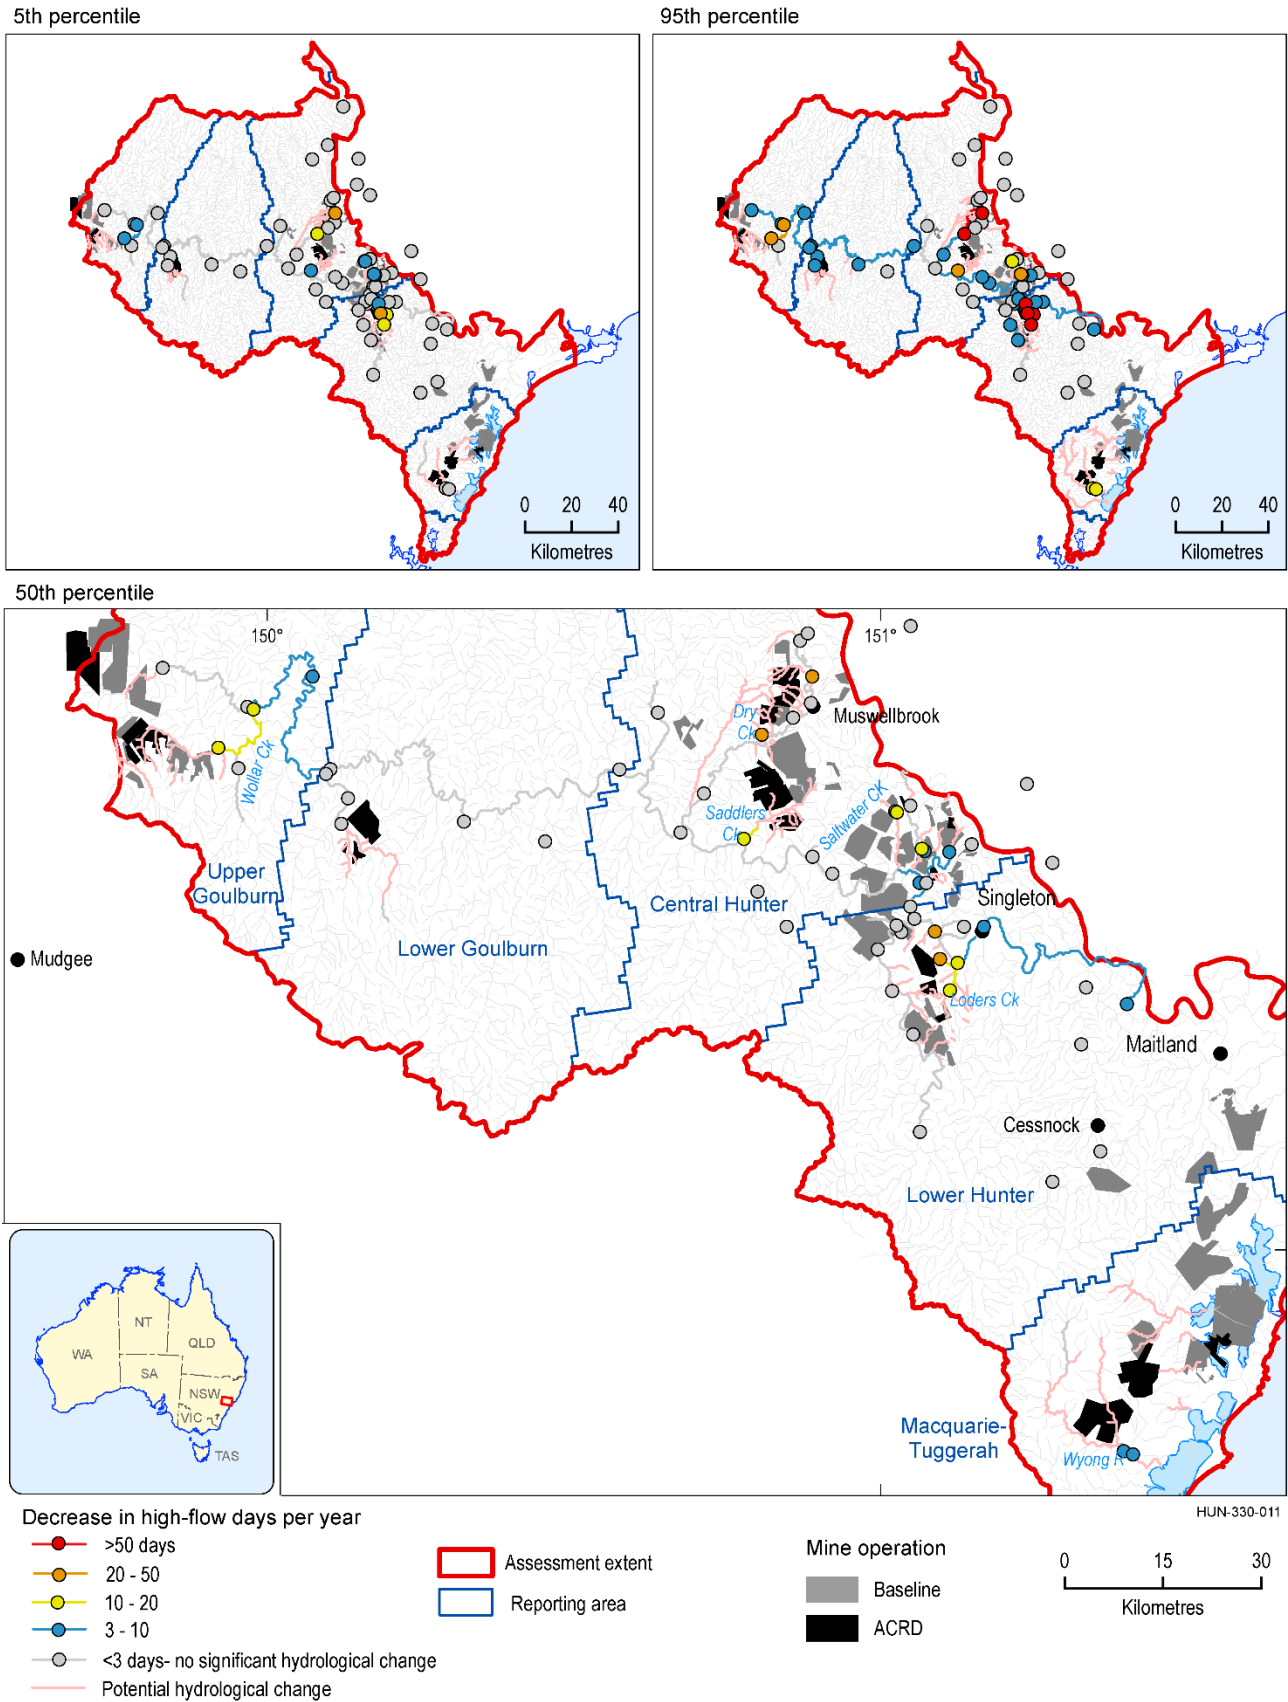 5th percentile
95th percentile
0 20 40
Kilometres
0 20 40
Kilometres
50th percentile
150°
151°
Dry
Ck
Muswellbrook
Wollar Ck
Saddlers
Ck
Saltwater CK
Upper
Goulburn
Central Hunter
Singleton
Lower Goulburn
Mudgee
Loders Ck
Maitland
Cessnock
Lower Hunter
NT
QLD
WA
SA
NSW
VIC
TAS
Macquarie-
Tuggerah
Wyong R
HUN-330-011
Decrease in high-flow days per year
>50 days
20 - 50
10 - 20
3 - 10
<3 days- no significant hydrological change
Potential hydrological change
Assessment extent
Reporting area
Mine operation
Baseline
ACRD
0 15 30
Kilometres